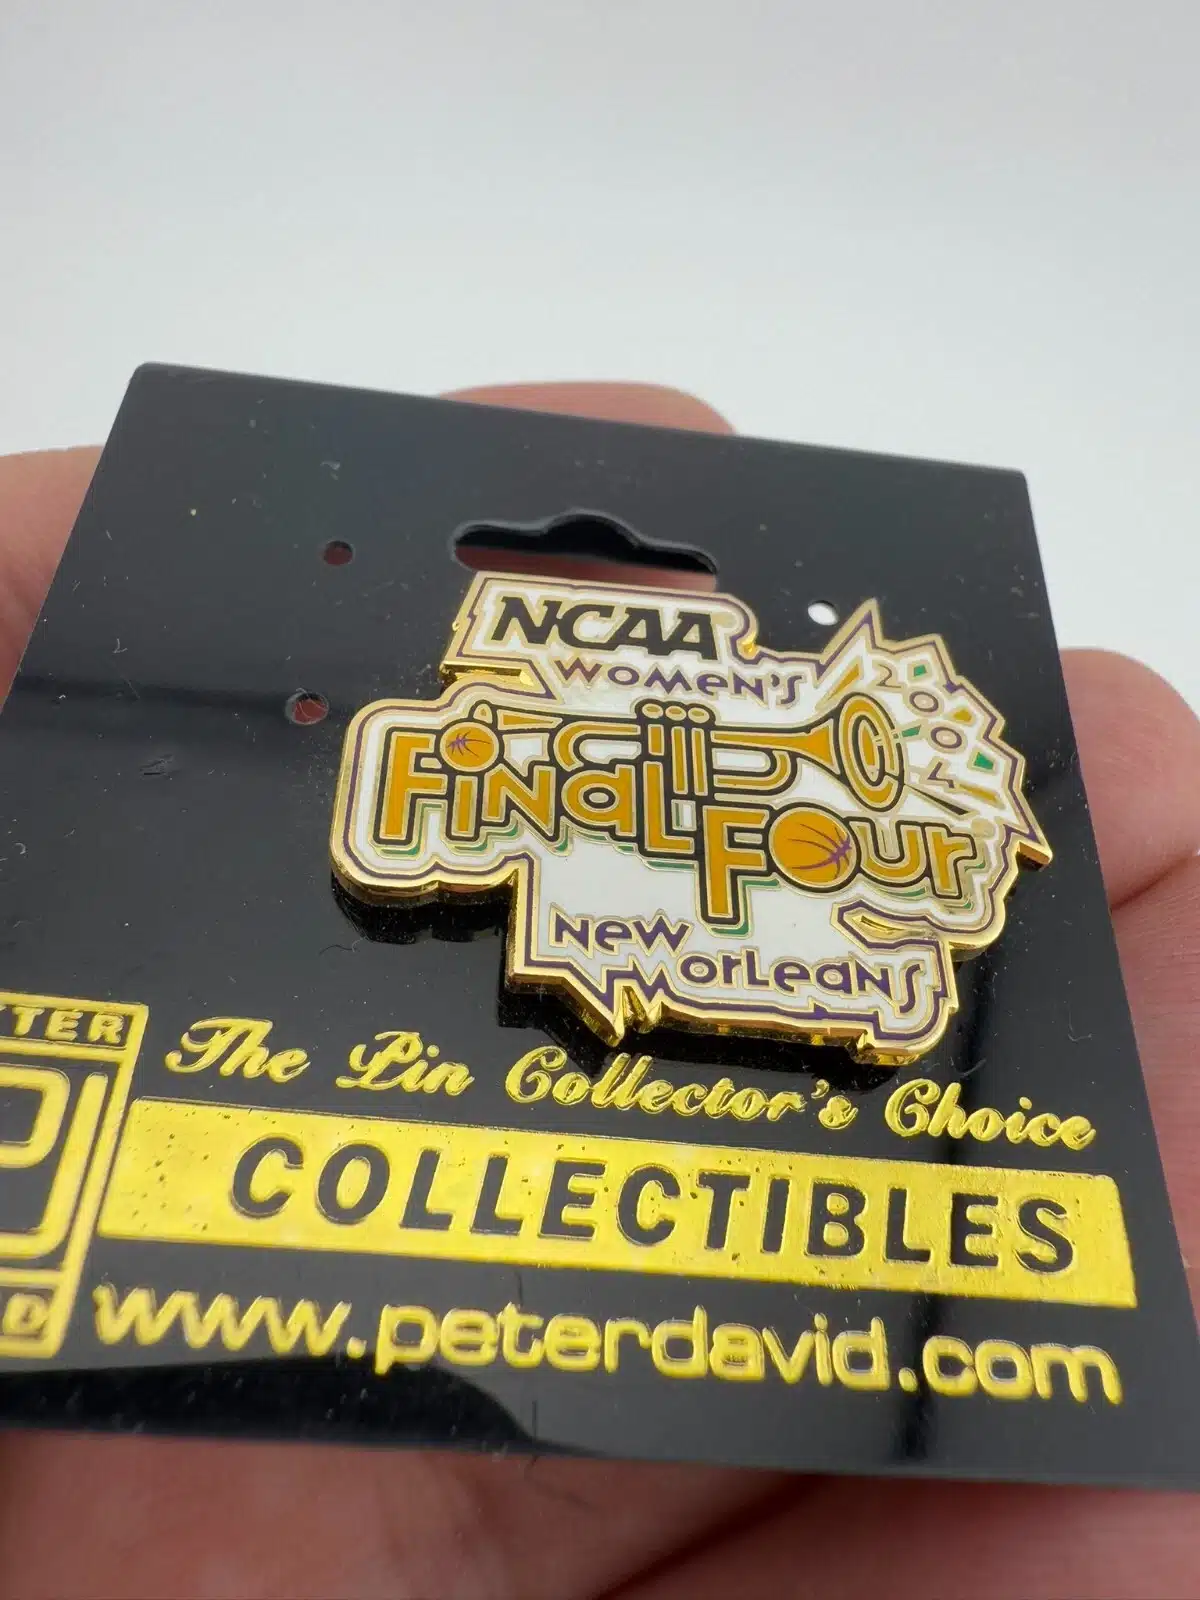 NCAA
WOMEN'S
2004
FINAL FOUR
NEW ORLEANS
The Pin Collector's Choice
COLLECTIBLES
www.peterdavid.com